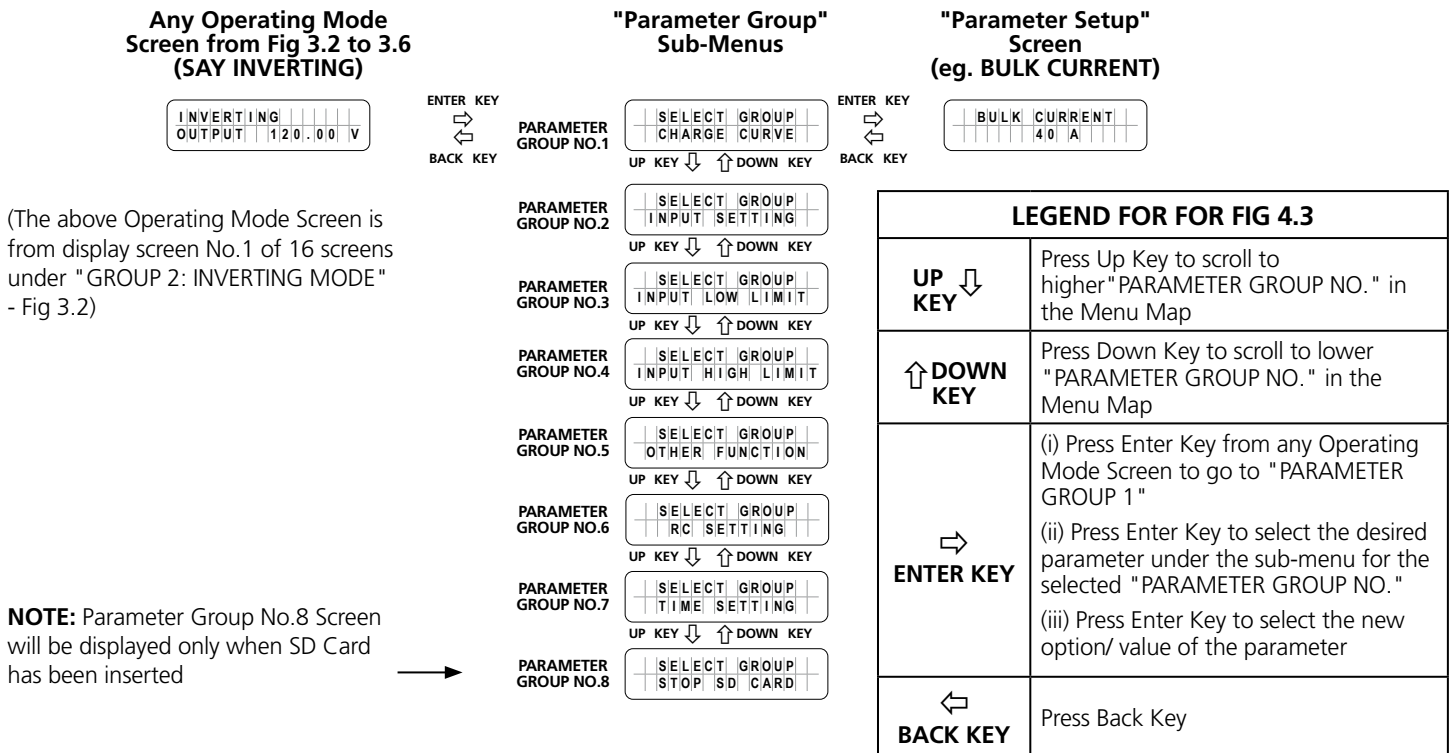 Any Operating Mode
Screen from Fig 3.2 to 3.6
(SAY INVERTING)
"Parameter Group"
Sub-Menus
"Parameter Setup"
Screen
(eg. BULK CURRENT)
INVERTING
OUTPUT 120.00 V
ENTER KEY
BACK KEY
PARAMETER
GROUP NO.1
SELECT GROUP
CHARGE CURVE
ENTER KEY
BACK KEY
BULK CURRENT
40 A
UP KEY DOWN KEY
(The above Operating Mode Screen is
from display screen No.1 of 16 screens
under "GROUP 2: INVERTING MODE"
- Fig 3.2)
PARAMETER
GROUP NO.2
SELECT GROUP
INPUT SETTING
UP KEY DOWN KEY
PARAMETER
GROUP NO.3
SELECT GROUP
INPUT LOW LIMIT
UP KEY DOWN KEY
PARAMETER
GROUP NO.4
SELECT GROUP
INPUT HIGH LIMIT
UP KEY DOWN KEY
PARAMETER
GROUP NO.5
SELECT GROUP
OTHER FUNCTION
UP KEY DOWN KEY
PARAMETER
GROUP NO.6
SELECT GROUP
RC SETTING
UP KEY DOWN KEY
PARAMETER
GROUP NO.7
SELECT GROUP
TIME SETTING
UP KEY DOWN KEY
PARAMETER
GROUP NO.8
SELECT GROUP
STOP SD CARD
NOTE: Parameter Group No.8 Screen
will be displayed only when SD Card
has been inserted
LEGEND FOR FOR FIG 4.3
UP
KEY
Press Up Key to scroll to
higher"PARAMETER GROUP NO." in
the Menu Map
DOWN
KEY
Press Down Key to scroll to lower
"PARAMETER GROUP NO." in the
Menu Map
ENTER KEY
(i) Press Enter Key from any Operating
Mode Screen to go to "PARAMETER
GROUP 1"
(ii) Press Enter Key to select the desired
parameter under the sub-menu for the
selected "PARAMETER GROUP NO."
(iii) Press Enter Key to select the new
option/ value of the parameter
BACK KEY
Press Back Key